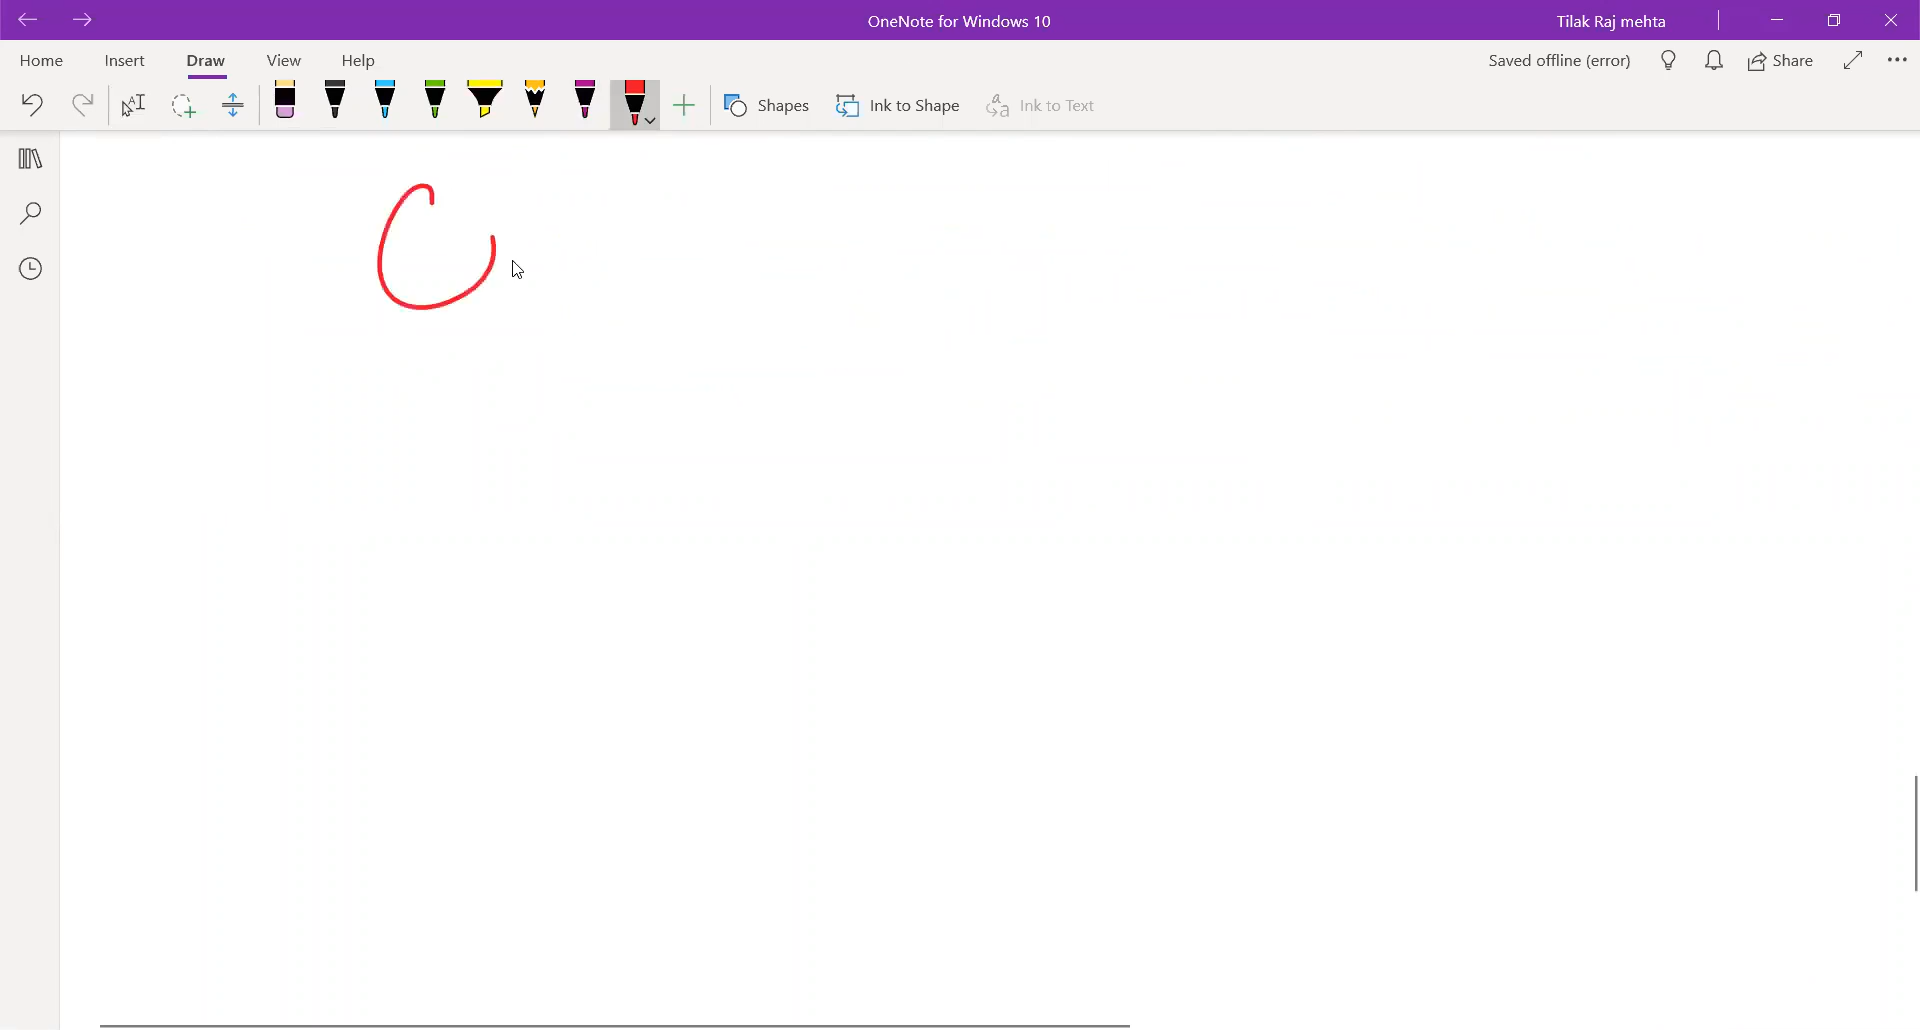 OneNote for Windows 10
Tilak Raj mehta
Home Insert Draw View Help
Saved offline (error) Share
Shapes Ink to Shape Ink to Text
C